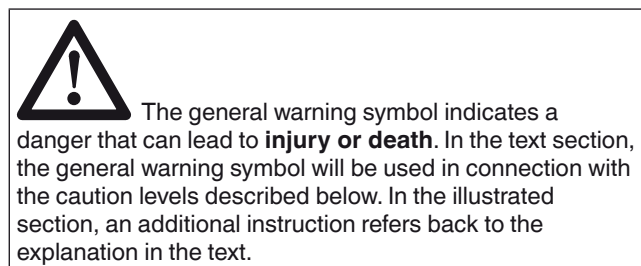 The general warning symbol indicates a
danger that can lead to injury or death. In the text section,
the general warning symbol will be used in connection with
the caution levels described below. In the illustrated
section, an additional instruction refers back to the
explanation in the text.